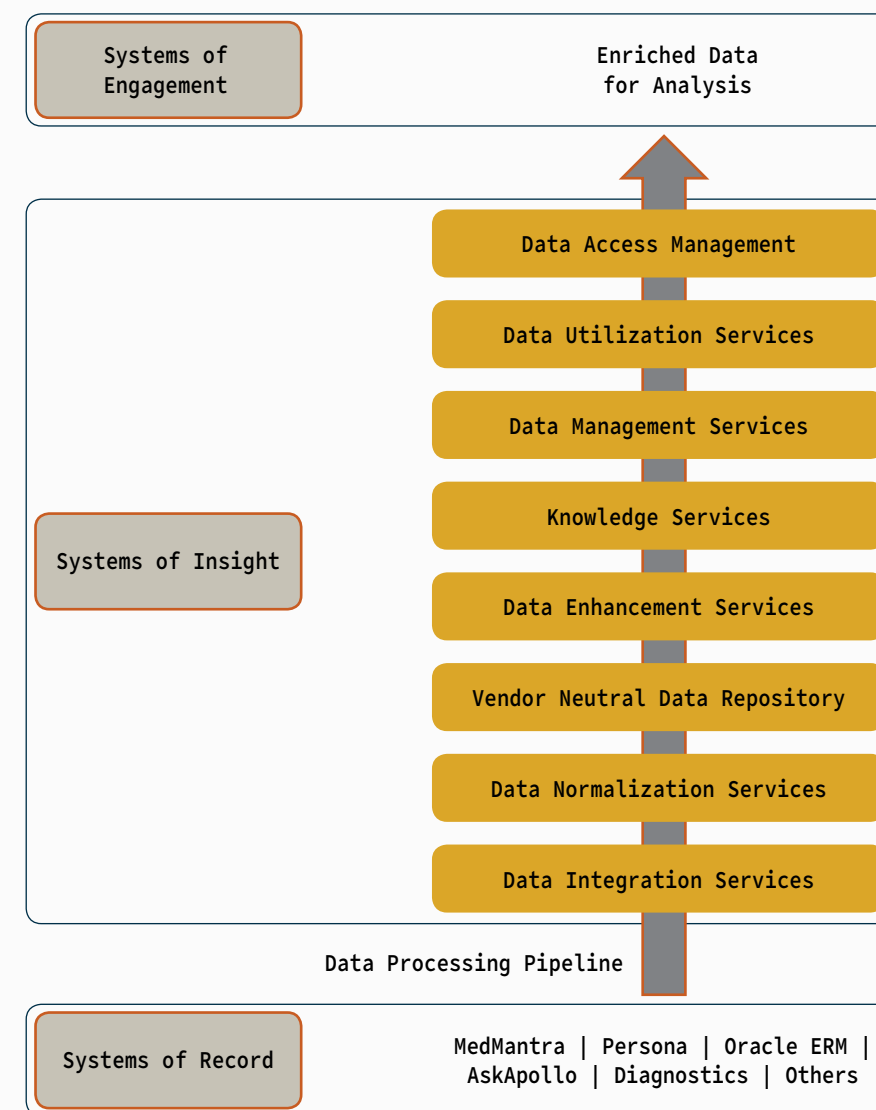 Systems of
Engagement
Enriched Data
for Analysis
Data Access Management
Data Utilization Services
Data Management Services
Knowledge Services
Systems of Insight
Data Enhancement Services
Vendor Neutral Data Repository
Data Normalization Services
Data Integration Services
Data Processing Pipeline
Systems of Record
MedMantra | Persona | Oracle ERM |
AskApollo | Diagnostics | Others